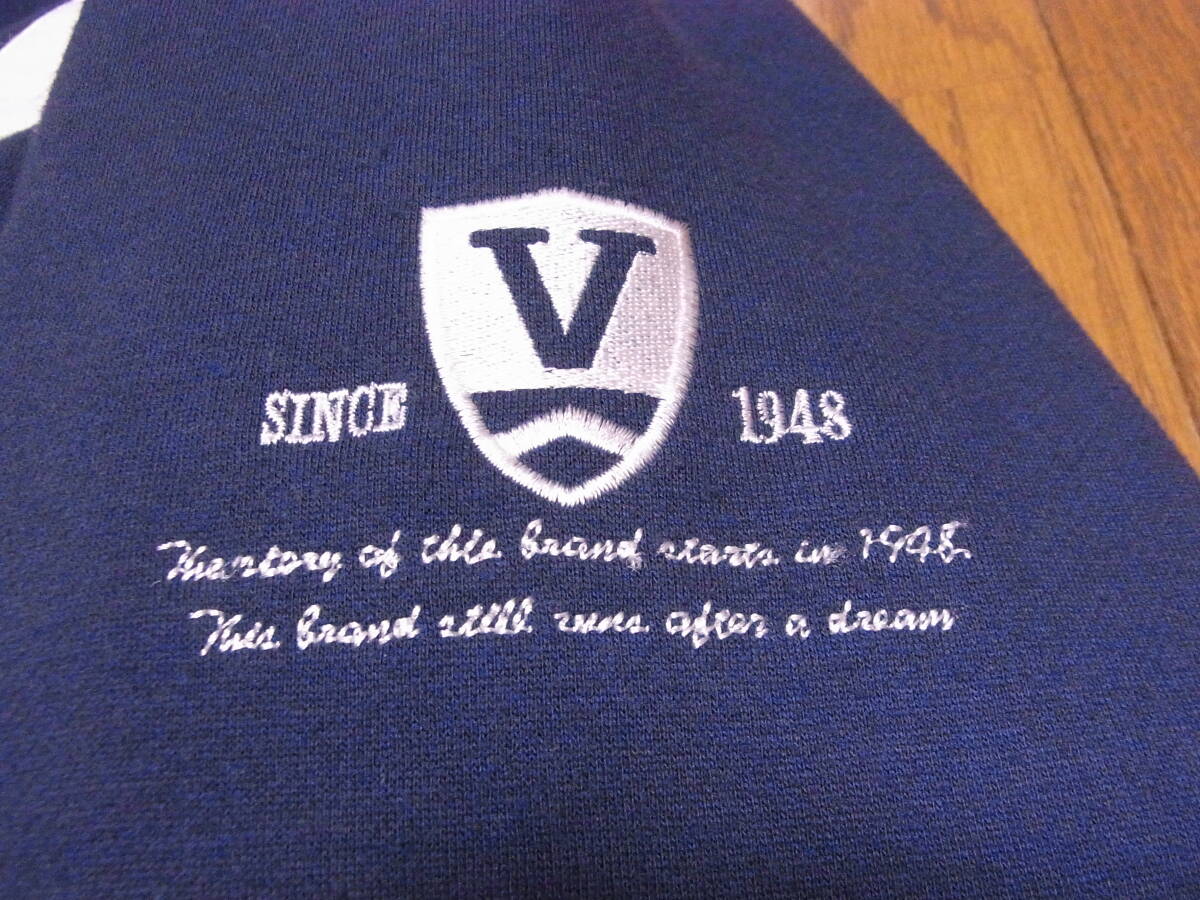 V
SINCE 1948
The story of this brand starts in 1948.
This brand still runs after a dream